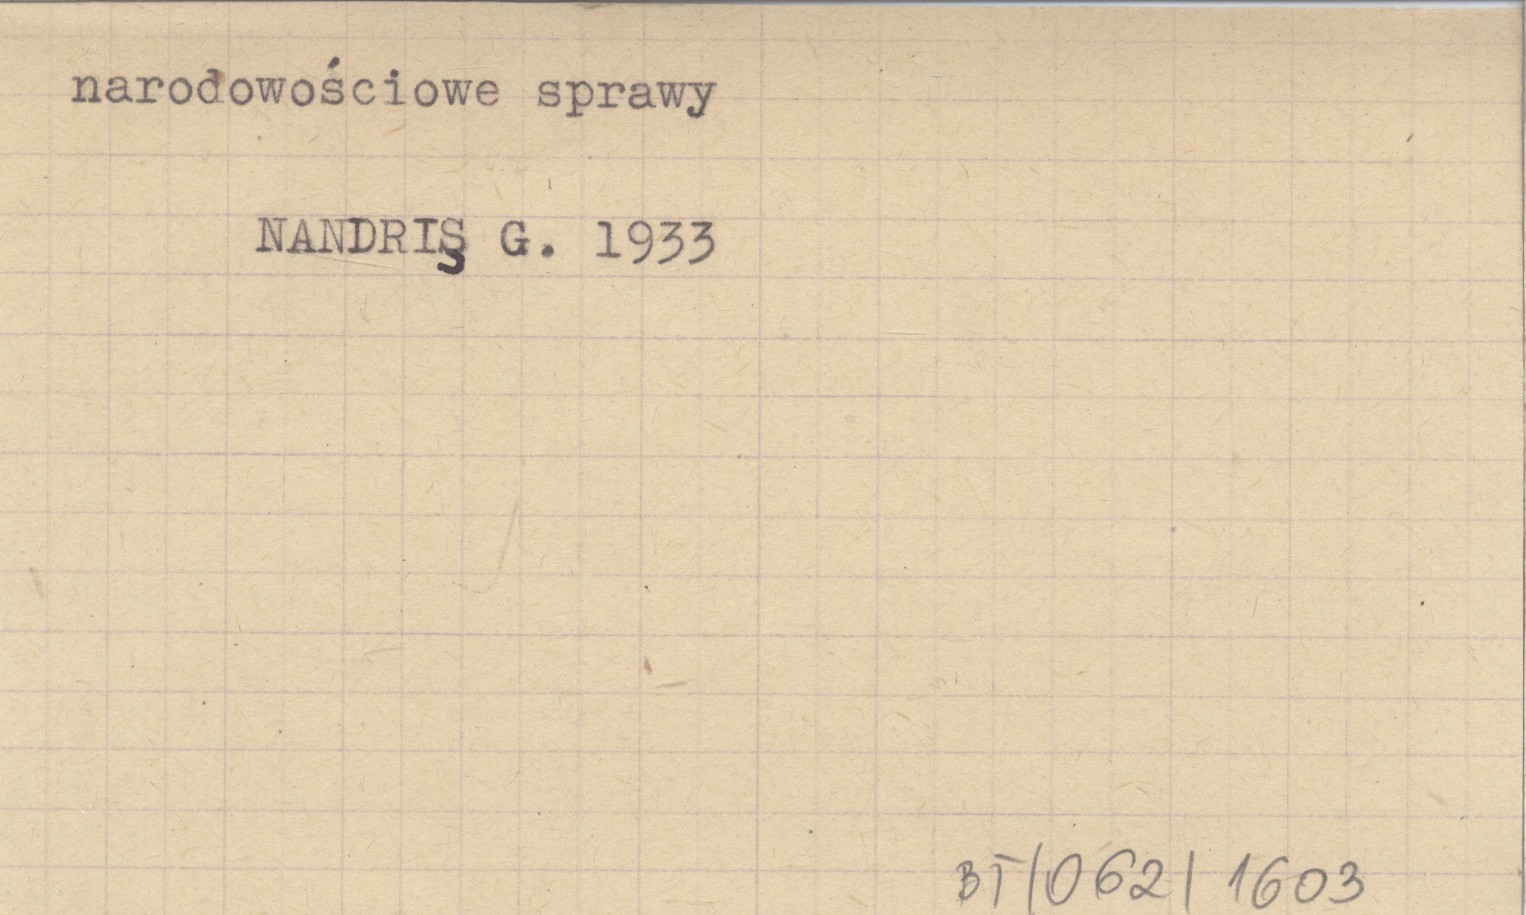 narodowościowe sprawy
NANDRIŞ G. 1933
BT/062/1603